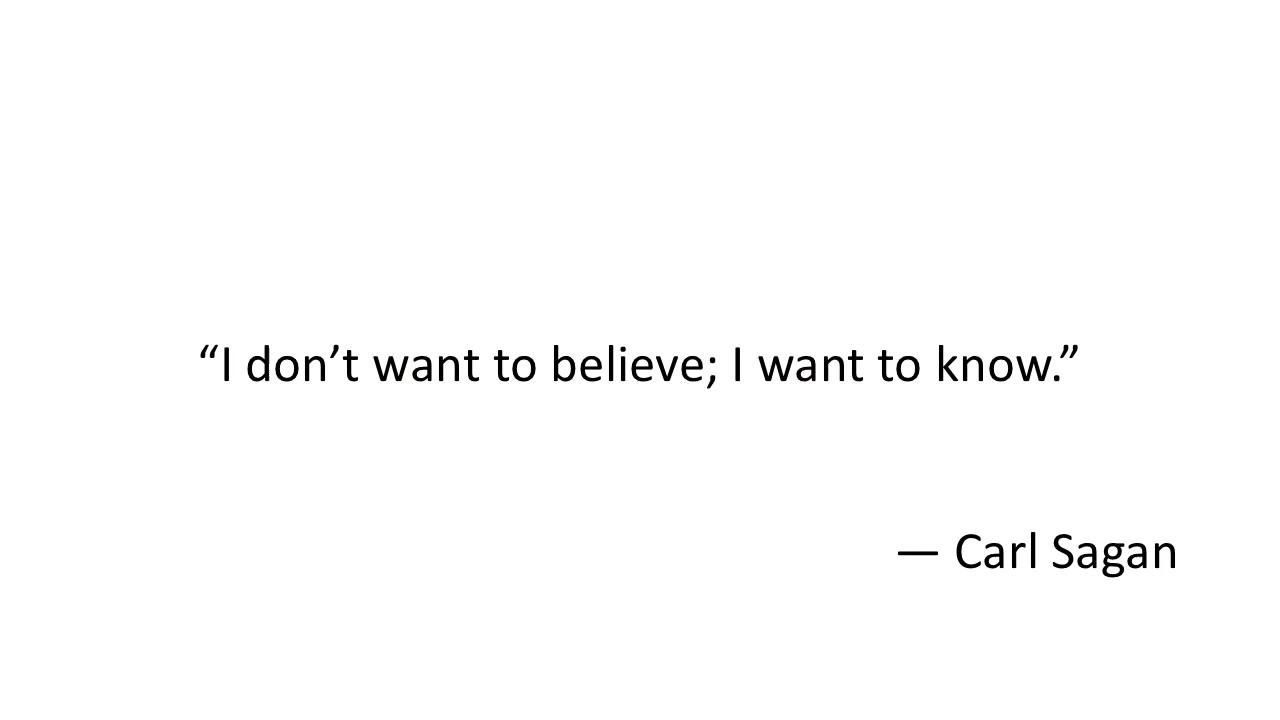 “I don’t want to believe; I want to know.”
— Carl Sagan